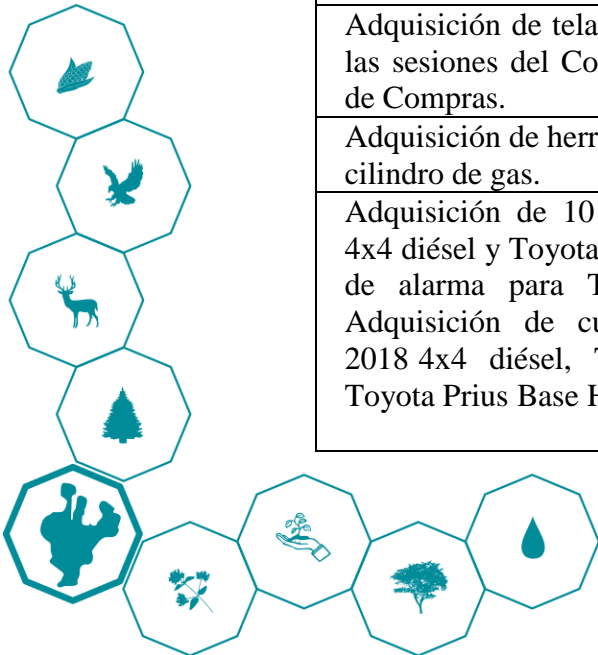 Adquisición de tela
las sesiones del Co
de Compras.
Adquisición de herr
cilindro de gas.
Adquisición de 10
4x4 diésel y Toyota
de alarma para T
Adquisición de cu
2018 4x4 diésel, T
Toyota Prius Base H